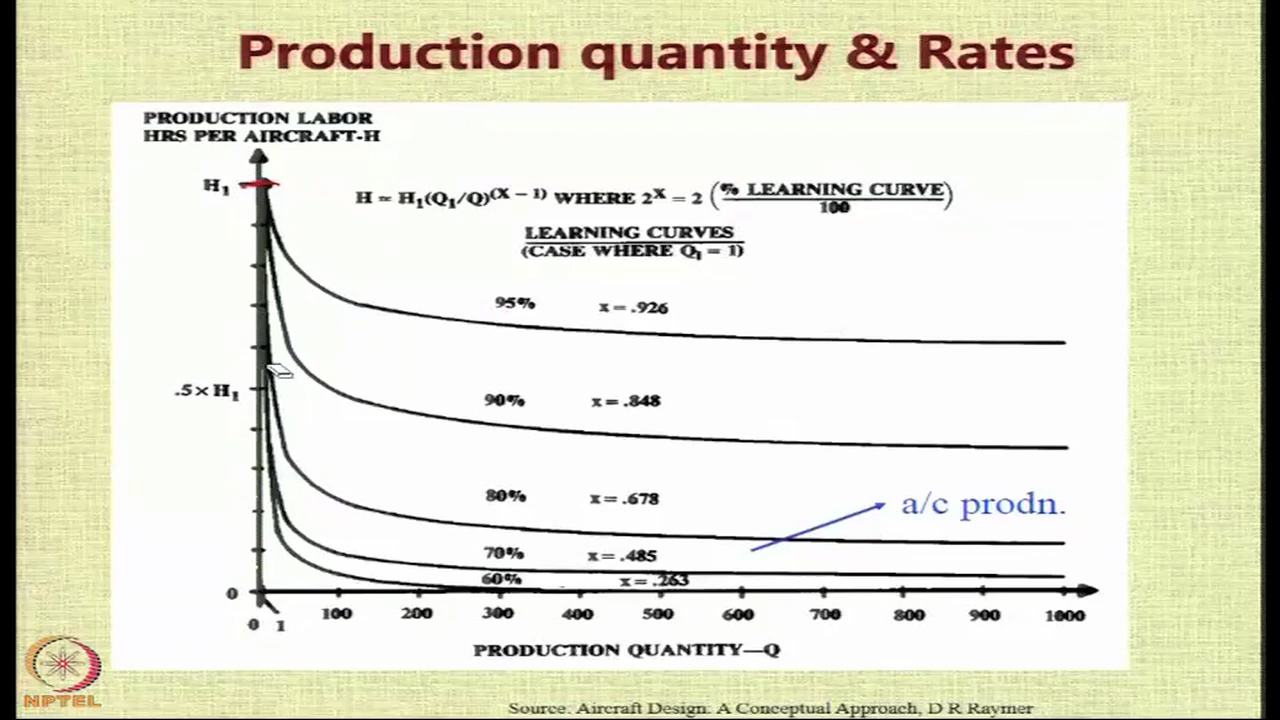 Production quantity & Rates
PRODUCTION LABOR
HRS PER AIRCRAFT-H
H₁
H = H₁(Q₁/Q)^(X – 1) WHERE 2^X = 2 (% LEARNING CURVE / 100)
LEARNING CURVES
(CASE WHERE Q₁ = 1)
95% x = .926
.5×H₁
90% x = .848
80% x = .678
a/c prodn.
70% x = .485
60% x = .263
0
100 200 300 400 500 600 700 800 900 1000
0 1
PRODUCTION QUANTITY—Q
NPTEL
Source: Aircraft Design: A Conceptual Approach, D R Raymer